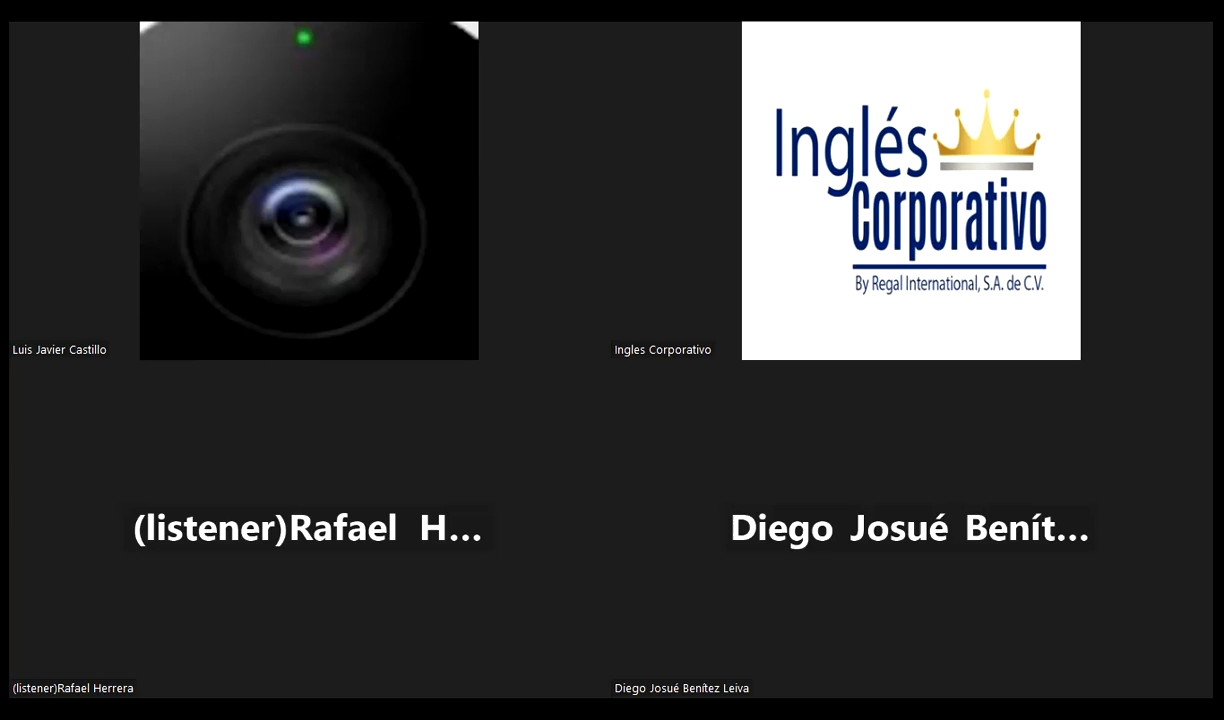 Luis Javier Castillo
Inglés
Corporativo
By Regal International, S.A. de C.V.
Ingles Corporativo
(listener)Rafael H...
Diego Josué Benít...
(listener)Rafael Herrera
Diego Josué Benítez Leiva